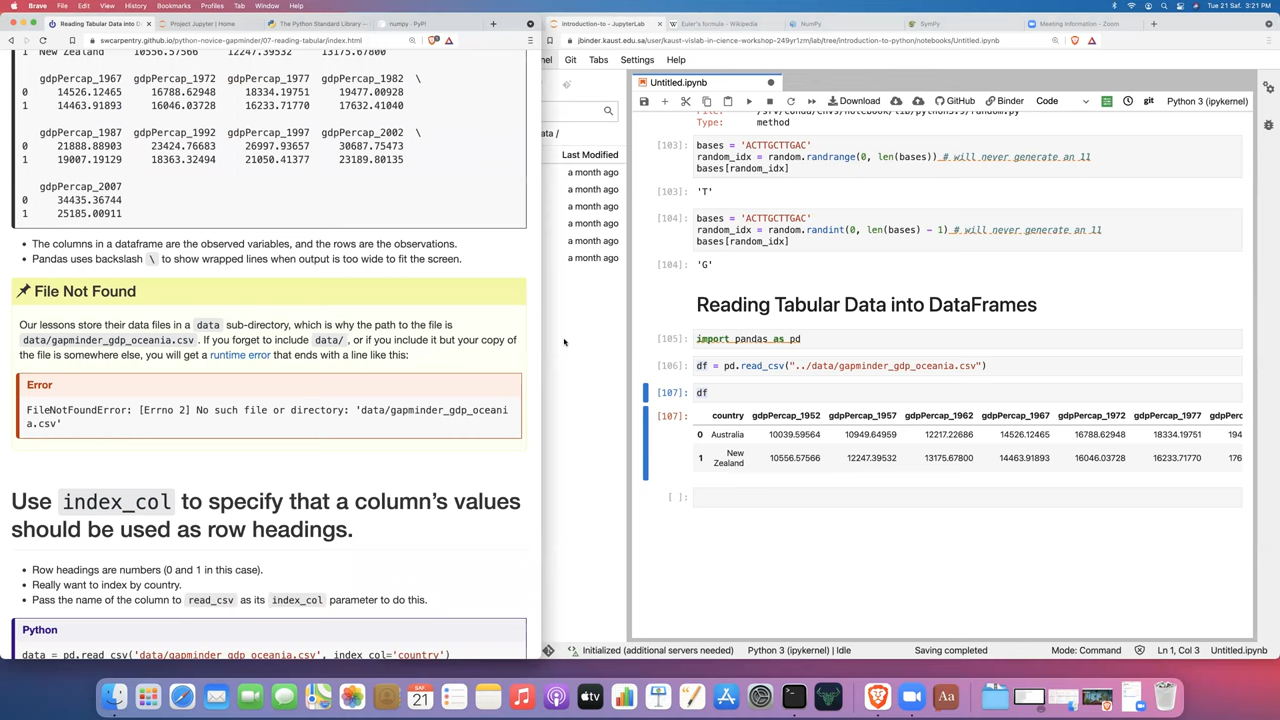 Brave File Edit View History Bookmarks Profiles Tab Window Help
Tue 21 Safar 3:21 PM
Reading Tabular Data into D
Project Jupyter | Home
The Python Standard Library —
numpy · PyPI
Introduction-to - JupyterLab
Euler's formula - Wikipedia
NumPy
SymPy
Meeting Information - Zoom
swcarpentry.github.io/python-novice-gapminder/07-reading-tabular/index.html
jbinder.kaust.edu.sa/user/kaust-vislab-in-cience-workshop-249yr1zm/lab/tree/introduction-to-python/notebooks/Untitled.ipynb
1 New Zealand 10556.57566 12247.39532 13175.67800
gdpPercap_1967 gdpPercap_1972 gdpPercap_1977 gdpPercap_1982 \
0 14526.12465 16788.62948 18334.19751 19477.00928
1 14463.91893 16046.03728 16233.71770 17632.41040
gdpPercap_1987 gdpPercap_1992 gdpPercap_1997 gdpPercap_2002 \
0 21888.88903 23424.76683 26997.93657 30687.75473
1 19007.19129 18363.32494 21050.41377 23189.80135
gdpPercap_2007
0 34435.36744
1 25185.00911
• The columns in a dataframe are the observed variables, and the rows are the observations.
• Pandas uses backslash \ to show wrapped lines when output is too wide to fit the screen.
File Not Found
Our lessons store their data files in a data sub-directory, which is why the path to the file is
data/gapminder_gdp_oceania.csv. If you forget to include data/, or if you include it but your copy of
the file is somewhere else, you will get a runtime error that ends with a line like this:
Error
FileNotFoundError: [Errno 2] No such file or directory: 'data/gapminder_gdp_oceani
a.csv'
Use index_col to specify that a column's values
should be used as row headings.
• Row headings are numbers (0 and 1 in this case).
• Really want to index by country.
• Pass the name of the column to read_csv as its index_col parameter to do this.
Python
data = pd.read_csv('data/gapminder_gdp_oceania.csv', index_col='country')
nel Git Tabs Settings Help
ata /
Last Modified
a month ago
a month ago
a month ago
a month ago
a month ago
a month ago
Untitled.ipynb
Download GitHub Binder Code git Python 3 (ipykernel)
Type: method
[103]: bases = 'ACTTGCTTGAC'
random_idx = random.randrange(0, len(bases)) # will never generate an 11
bases[random_idx]
[103]: 'T'
[104]: bases = 'ACTTGCTTGAC'
random_idx = random.randint(0, len(bases) - 1) # will never generate an 11
bases[random_idx]
[104]: 'G'
Reading Tabular Data into DataFrames
[105]: import pandas as pd
[106]: df = pd.read_csv("../data/gapminder_gdp_oceania.csv")
[107]: df
[107]: country gdpPercap_1952 gdpPercap_1957 gdpPercap_1962 gdpPercap_1967 gdpPercap_1972 gdpPercap_1977 gdpPerc
0 Australia 10039.59564 10949.64959 12217.22686 14526.12465 16788.62948 18334.19751 194
1 New Zealand 10556.57566 12247.39532 13175.67800 14463.91893 16046.03728 16233.71770 176
[ ]:
Initialized (additional servers needed) Python 3 (ipykernel) | Idle Saving completed Mode: Command Ln 1, Col 3 Untitled.ipynb
SAF
21
tv
Aa